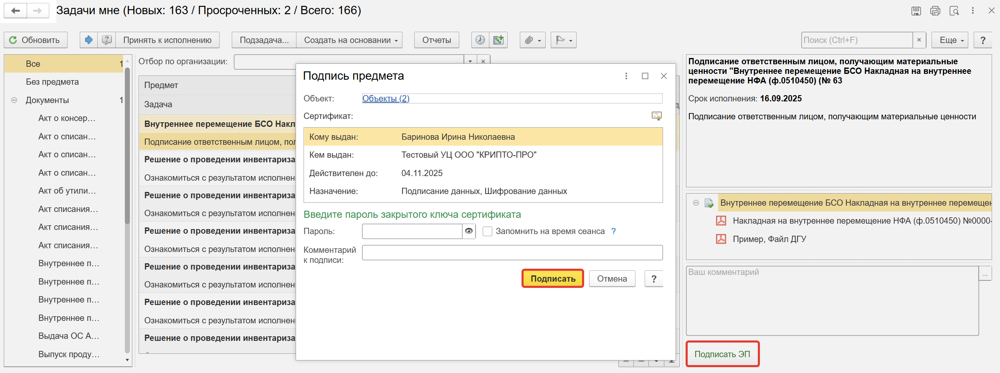 Задачи мне (Новых: 163 / Просроченных: 2 / Всего: 166)
Обновить
Принять к исполнению
Подзадача...
Создать на основании
Отчеты
Поиск (Ctrl+F)
×
Еще
?
Все 1
Без предмета
Документы 1
Акт о консер...
Акт о списан...
Акт о списан...
Акт о списан...
Акт об утили...
Акт списания...
Акт списания...
Акт списания...
Внутреннее п...
Внутреннее п...
Внутреннее п...
Внутреннее п...
Выдача ОС А...
Выпуск проду...
Отбор по организации:
×
Предмет
Задача
Внутреннее перемещение БСО Накл
Подписание ответственным лицом, пол
Решение о проведении инвентариза
Ознакомиться с результатом исполнен
Решение о проведении инвентариза
Ознакомиться с результатом исполнен
Решение о проведении инвентариза
Ознакомиться с результатом исполнен
Решение о проведении инвентариза
Ознакомиться с результатом исполнен
Решение о проведении инвентариза
Ознакомиться с результатом исполнен
Решение о проведении инвентариза
Подпись предмета
Объект: Объекты (2)
Сертификат:
Кому выдан: Баринова Ирина Николаевна
Кем выдан: Тестовый УЦ ООО "КРИПТО-ПРО"
Действителен до: 04.11.2025
Назначение: Подписание данных, Шифрование данных
Введите пароль закрытого ключа сертификата
Пароль:
Запомнить на время сеанса ?
Комментарий
к подписи:
Подписать
Отмена
?
Подписание ответственным лицом, получающим материальные
ценности "Внутреннее перемещение БСО Накладная на внутреннее
перемещение НФА (ф.0510450) (№ 63
Срок исполнения: 16.09.2025
Подписание ответственным лицом, получающим материальные ценности
Внутреннее перемещение БСО Накладная на внутреннее перемещен
Накладная на внутреннее перемещение НФА (ф.0510450) №0000-
Пример, Файл ДГУ
Ваш комментарий
...
Подписать ЭП